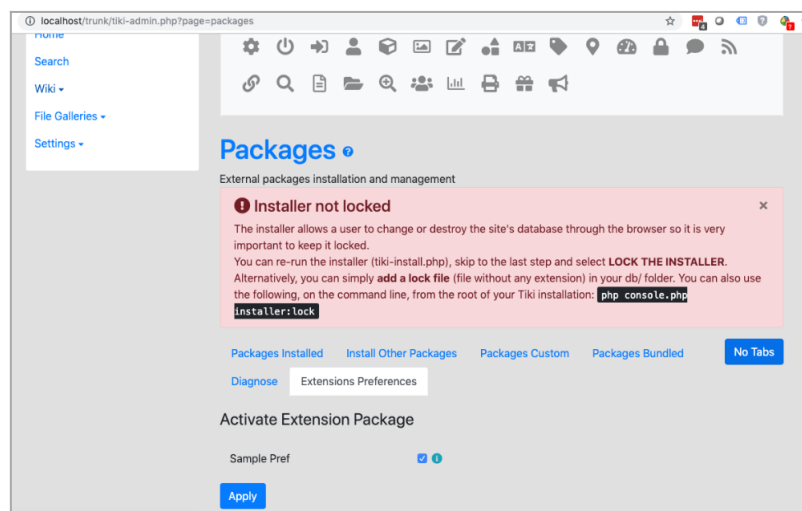 localhost/trunk/tiki-admin.php?page=packages
Home
Search
Wiki
File Galleries
Settings
Packages
External packages installation and management
Installer not locked
The installer allows a user to change or destroy the site's database through the browser so it is very
important to keep it locked.
You can re-run the installer (tiki-install.php), skip to the last step and select LOCK THE INSTALLER.
Alternatively, you can simply add a lock file (file without any extension) in your db/ folder. You can also use
the following, on the command line, from the root of your Tiki installation: php console.php
installer:lock
Packages Installed Install Other Packages Packages Custom Packages Bundled No Tabs
Diagnose Extensions Preferences
Activate Extension Package
Sample Pref
Apply